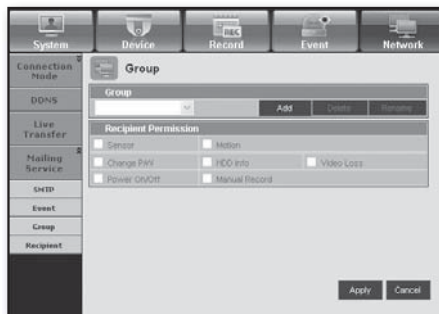 System Device Record Event Network
REC
Connection
Mode
DDNS
Live
Transfer
Mailing
Service
SMTP
Event
Group
Recipient
Group
Group
Add Delete Rename
Recipient Permission
Sensor Motion
Change P/W HDD Info Video Loss
Power On/Off Manual Record
Apply Cancel